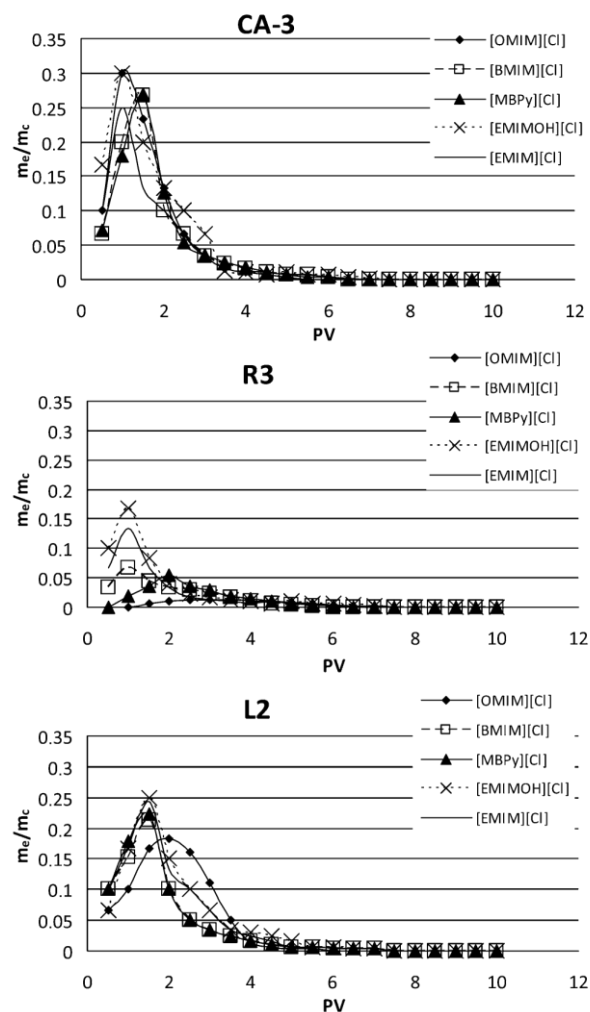 CA-3
0.35
0.3
0.25
0.2
0.15
0.1
0.05
0
me/mc
0 2 4 6 8 10 12
PV
[OMIM][Cl]
[BMIM][Cl]
[MBPy][Cl]
[EMIMOH][Cl]
[EMIM][Cl]
R3
0.35
0.3
0.25
0.2
0.15
0.1
0.05
0
me/mc
0 2 4 6 8 10 12
PV
[OMIM][Cl]
[BMIM][Cl]
[MBPy][Cl]
[EMIMOH][Cl]
[EMIM][Cl]
L2
0.35
0.3
0.25
0.2
0.15
0.1
0.05
0
me/mc
0 2 4 6 8 10 12
PV
[OMIM][Cl]
[BMIM][Cl]
[MBPy][Cl]
[EMIMOH][Cl]
[EMIM][Cl]